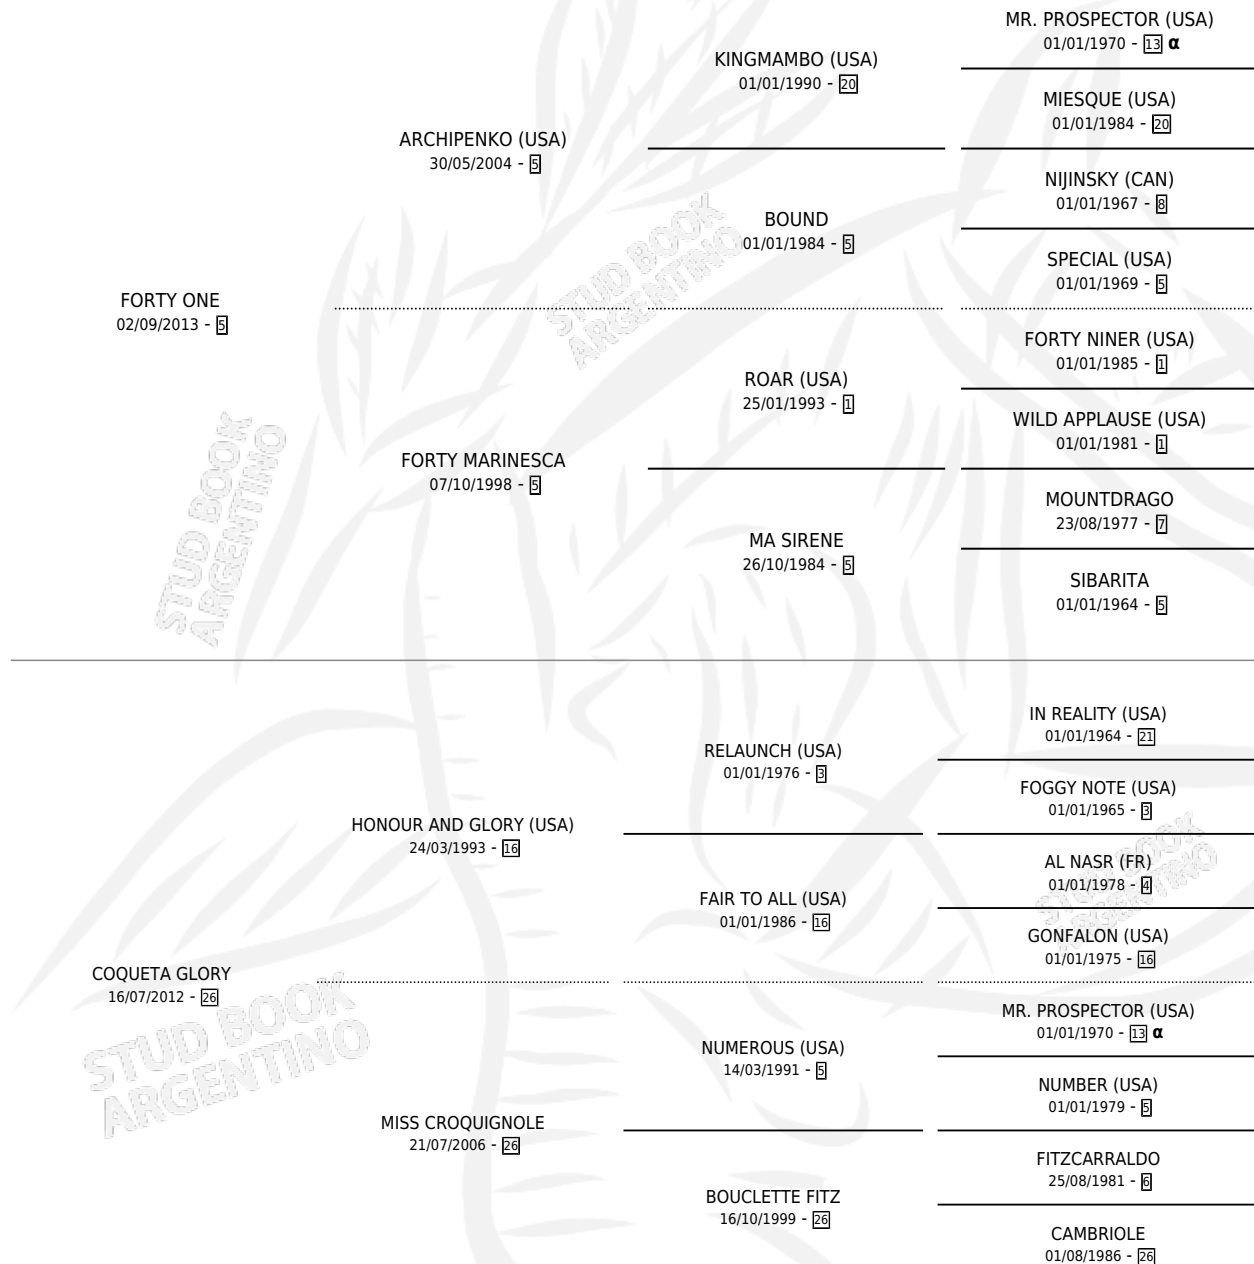 MR. PROSPECTOR (USA)
01/01/1970 - 13 α
KINGMAMBO (USA)
01/01/1990 - 20
MIESQUE (USA)
01/01/1984 - 20
ARCHIPENKO (USA)
30/05/2004 - 5
NIJINSKY (CAN)
01/01/1967 - 8
BOUND
01/01/1984 - 5
SPECIAL (USA)
01/01/1969 - 5
FORTY ONE
02/09/2013 - 5
STUD BOOK
ARGENTINO
FORTY NINER (USA)
01/01/1985 - 1
ROAR (USA)
25/01/1993 - 1
WILD APPLAUSE (USA)
01/01/1981 - 1
FORTY MARINESCA
07/10/1998 - 5
MOUNTDRAGO
23/08/1977 - 7
MA SIRENE
26/10/1984 - 5
SIBARITA
01/01/1964 - 5
STUD BOOK
ARGENTINO
IN REALITY (USA)
01/01/1964 - 21
RELAUNCH (USA)
01/01/1976 - 3
FOGGY NOTE (USA)
01/01/1965 - 3
HONOUR AND GLORY (USA)
24/03/1993 - 16
AL NASR (FR)
01/01/1978 - 4
STUD BOOK
ARGENTINO
FAIR TO ALL (USA)
01/01/1986 - 16
GONFALON (USA)
01/01/1975 - 16
COQUETA GLORY
16/07/2012 - 26
STUD BOOK
ARGENTINO
MR. PROSPECTOR (USA)
01/01/1970 - 13 α
NUMEROUS (USA)
14/03/1991 - 5
NUMBER (USA)
01/01/1979 - 5
MISS CROQUIGNOLE
21/07/2006 - 26
FITZCARRALDO
25/08/1981 - 6
BOUCLETTE FITZ
16/10/1999 - 26
CAMBRIOLE
01/08/1986 - 26